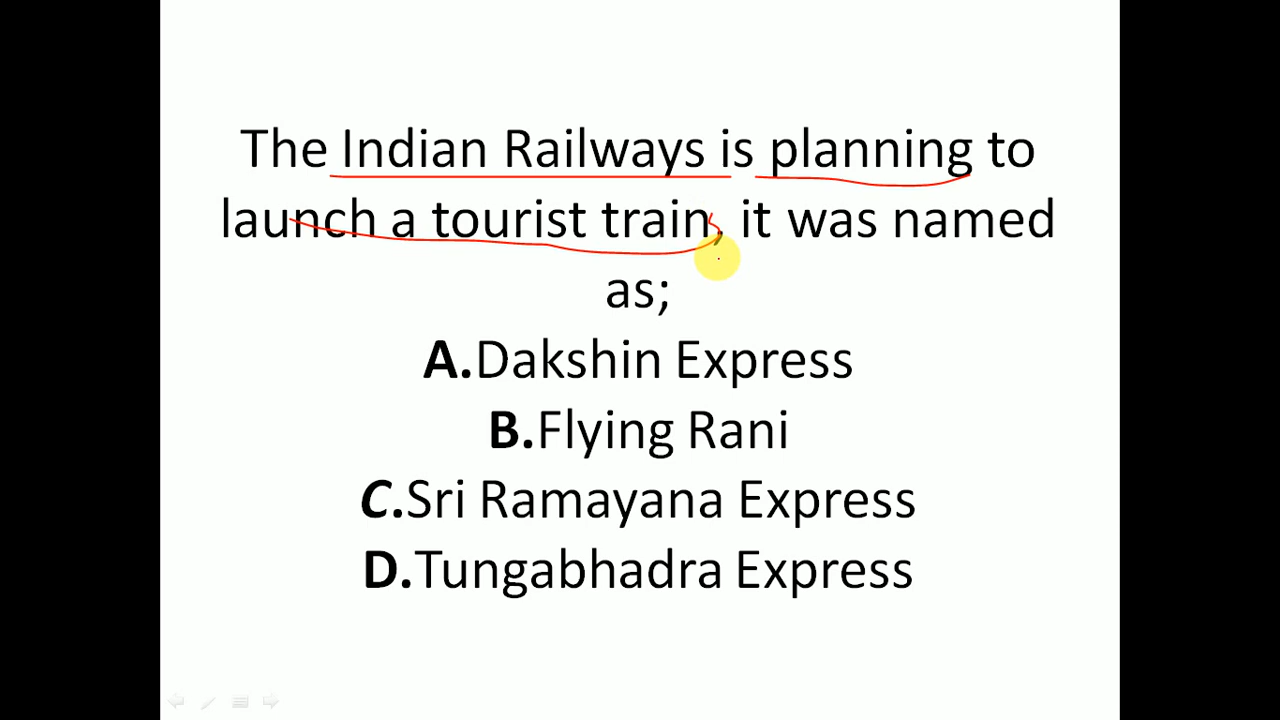 The Indian Railways is planning to
launch a tourist train, it was named
as;
A.Dakshin Express
B.Flying Rani
C.Sri Ramayana Express
D.Tungabhadra Express